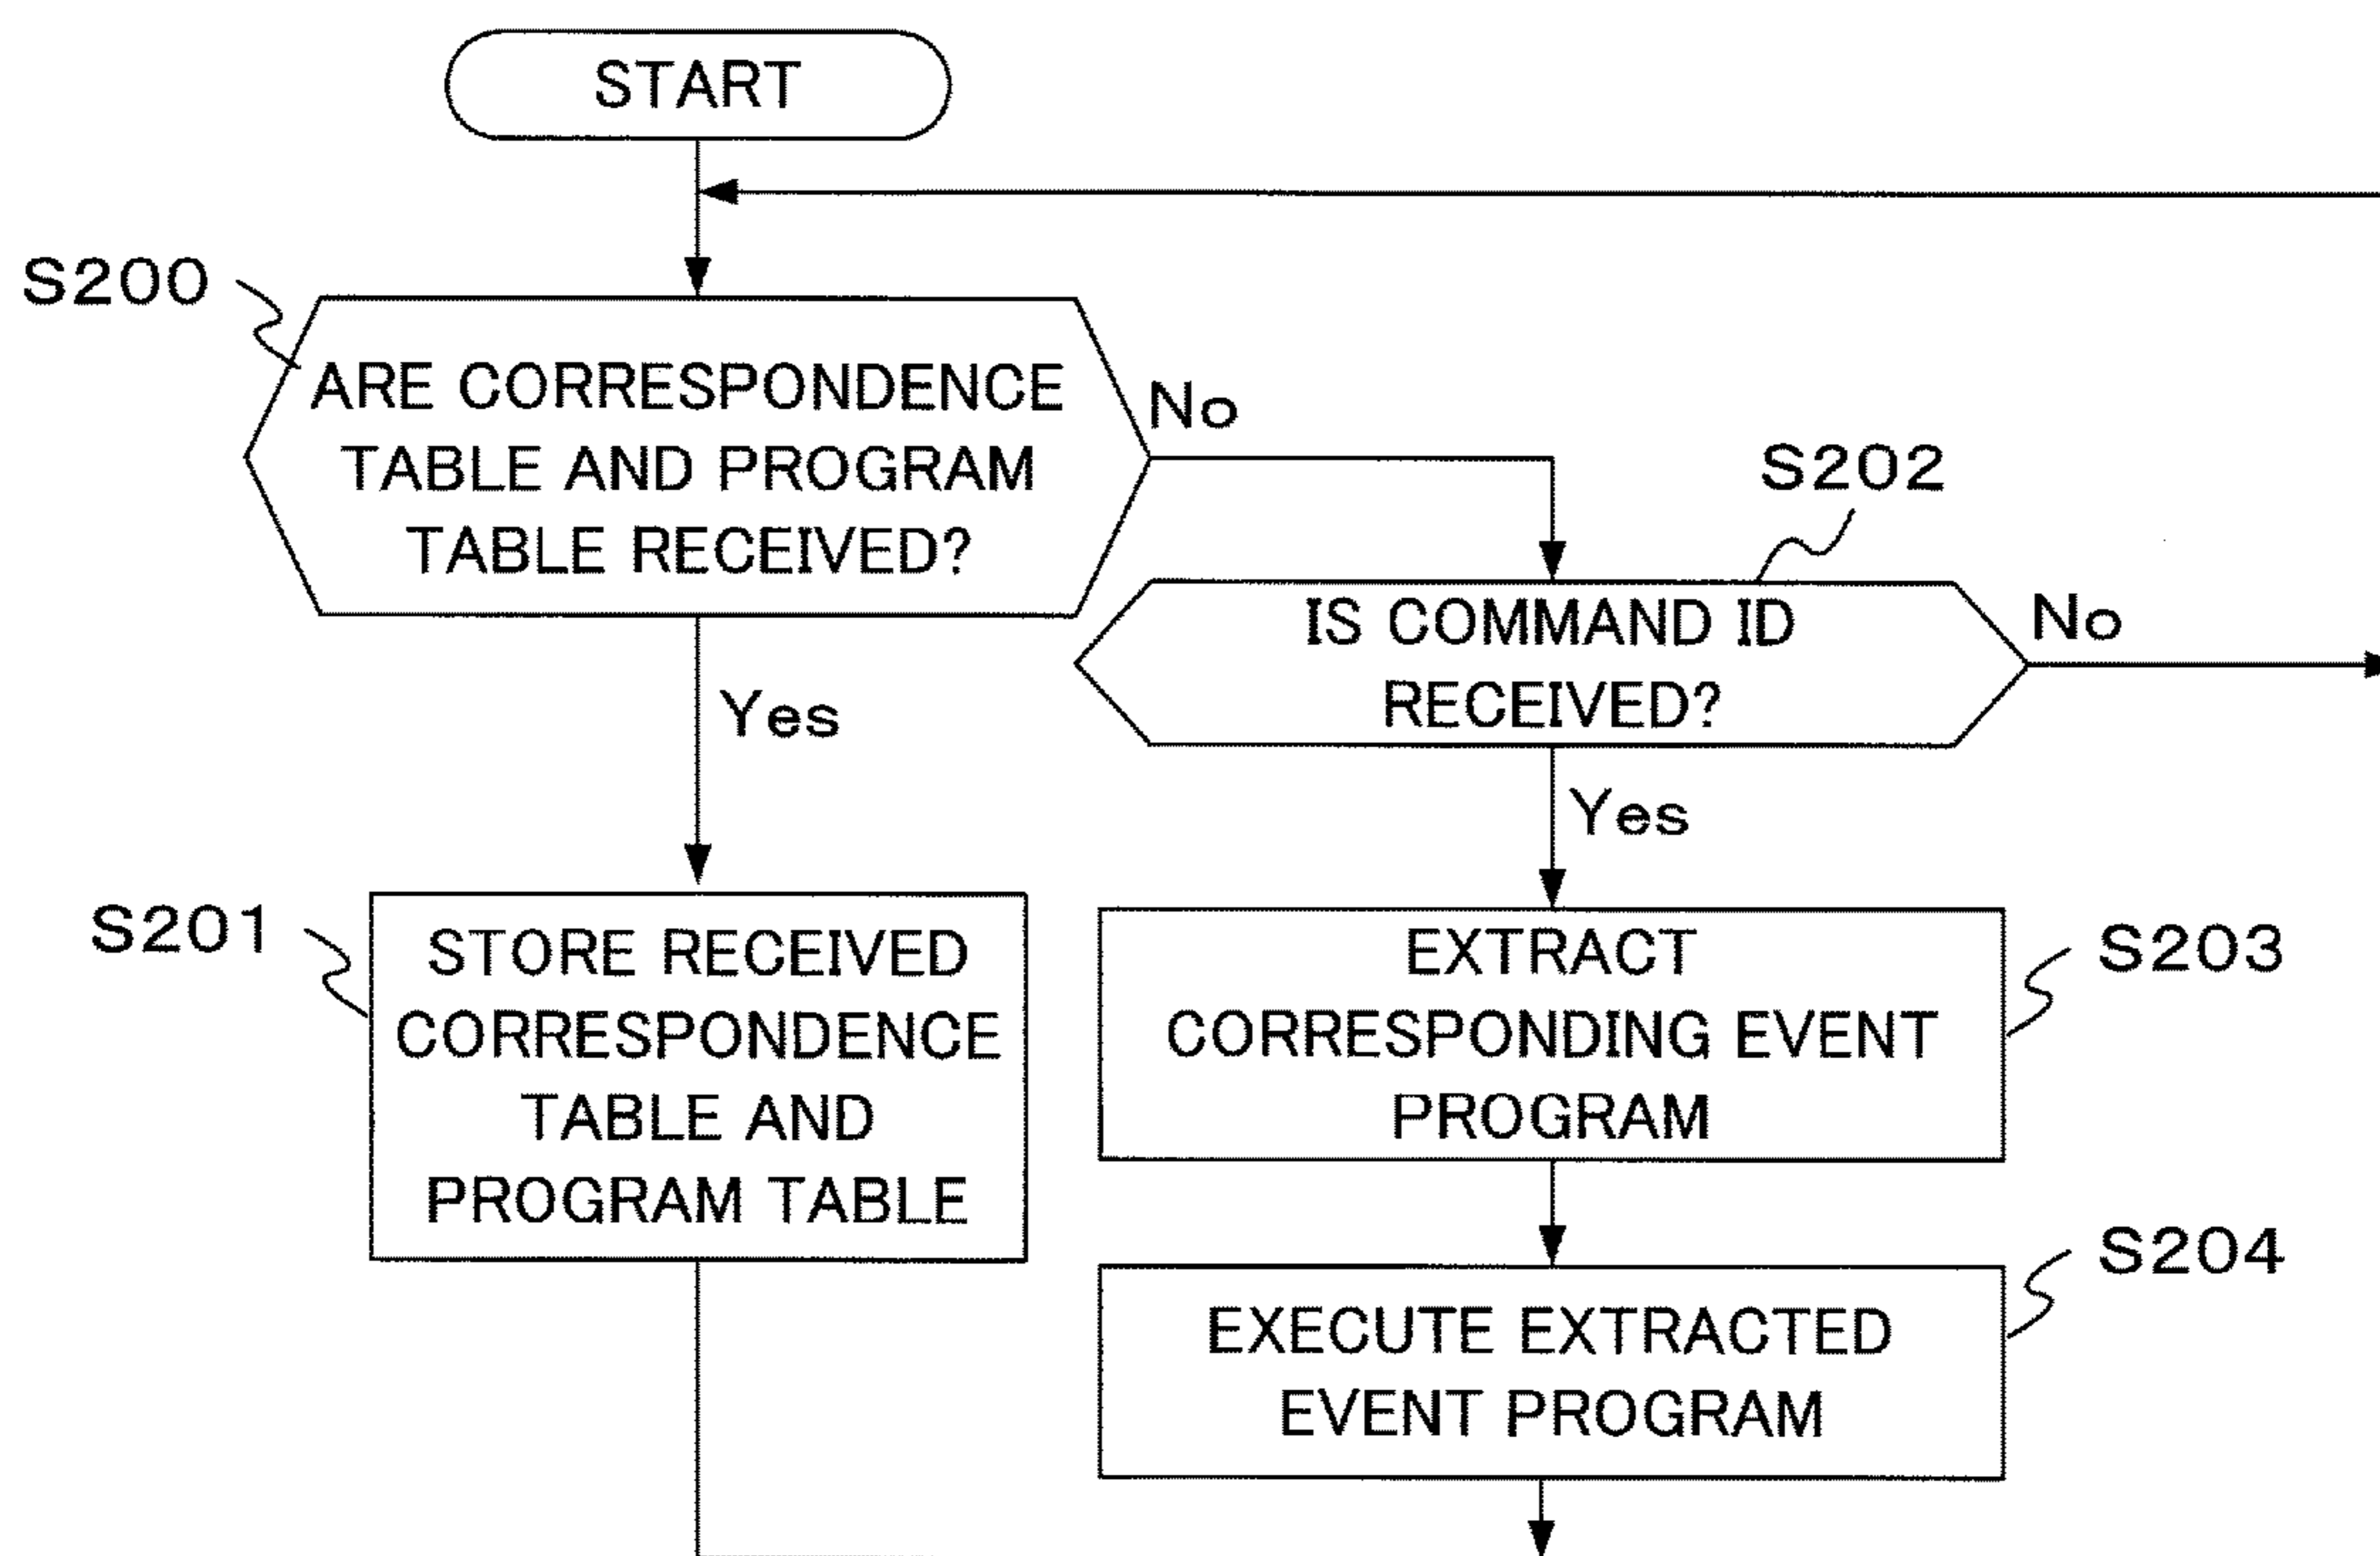 START
S200
ARE CORRESPONDENCE
TABLE AND PROGRAM
TABLE RECEIVED?
No
Yes
S202
IS COMMAND ID
RECEIVED?
No
Yes
S201
STORE RECEIVED
CORRESPONDENCE
TABLE AND
PROGRAM TABLE
S203
EXTRACT
CORRESPONDING EVENT
PROGRAM
S204
EXECUTE EXTRACTED
EVENT PROGRAM